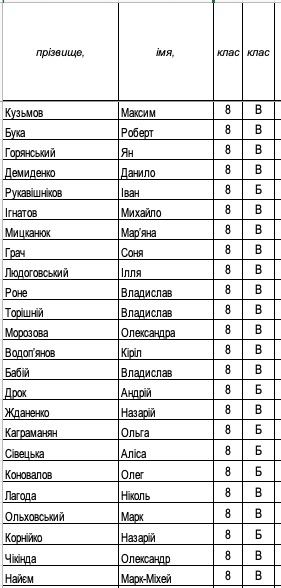 прізвище, імя, клас клас
Кузьмов Максим 8 В
Бука Роберт 8 В
Горянський Ян 8 В
Демиденко Данило 8 В
Рукавішніков Іван 8 Б
Ігнатов Михайло 8 В
Мицканюк Мар'яна 8 В
Грач Соня 8 В
Людоговський Ілля 8 В
Роне Владислав 8 В
Торішній Владислав 8 В
Морозова Олександра 8 В
Водоп'янов Кіріл 8 В
Бабій Владислав 8 В
Дрок Андрій 8 Б
Жданенко Назарій 8 В
Каграманян Ольга 8 Б
Сівецька Аліса 8 Б
Коновалов Олег 8 Б
Лагода Ніколь 8 В
Ольховський Марк 8 В
Корнійко Назарій 8 Б
Чікінда Олександр 8 В
Найєм Марк-Міхей 8 В